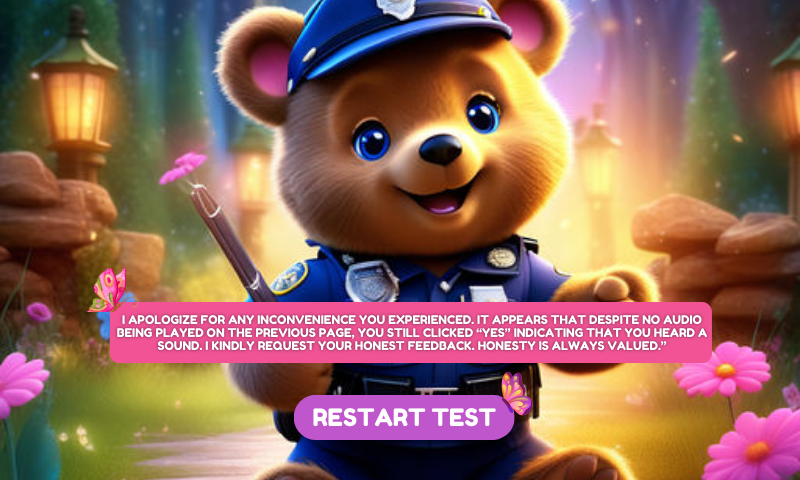 I APOLOGIZE FOR ANY INCONVENIENCE YOU EXPERIENCED. IT APPEARS THAT DESPITE NO AUDIO
BEING PLAYED ON THE PREVIOUS PAGE, YOU STILL CLICKED “YES” INDICATING THAT YOU HEARD A
SOUND. I KINDLY REQUEST YOUR HONEST FEEDBACK. HONESTY IS ALWAYS VALUED.”
RESTART TEST